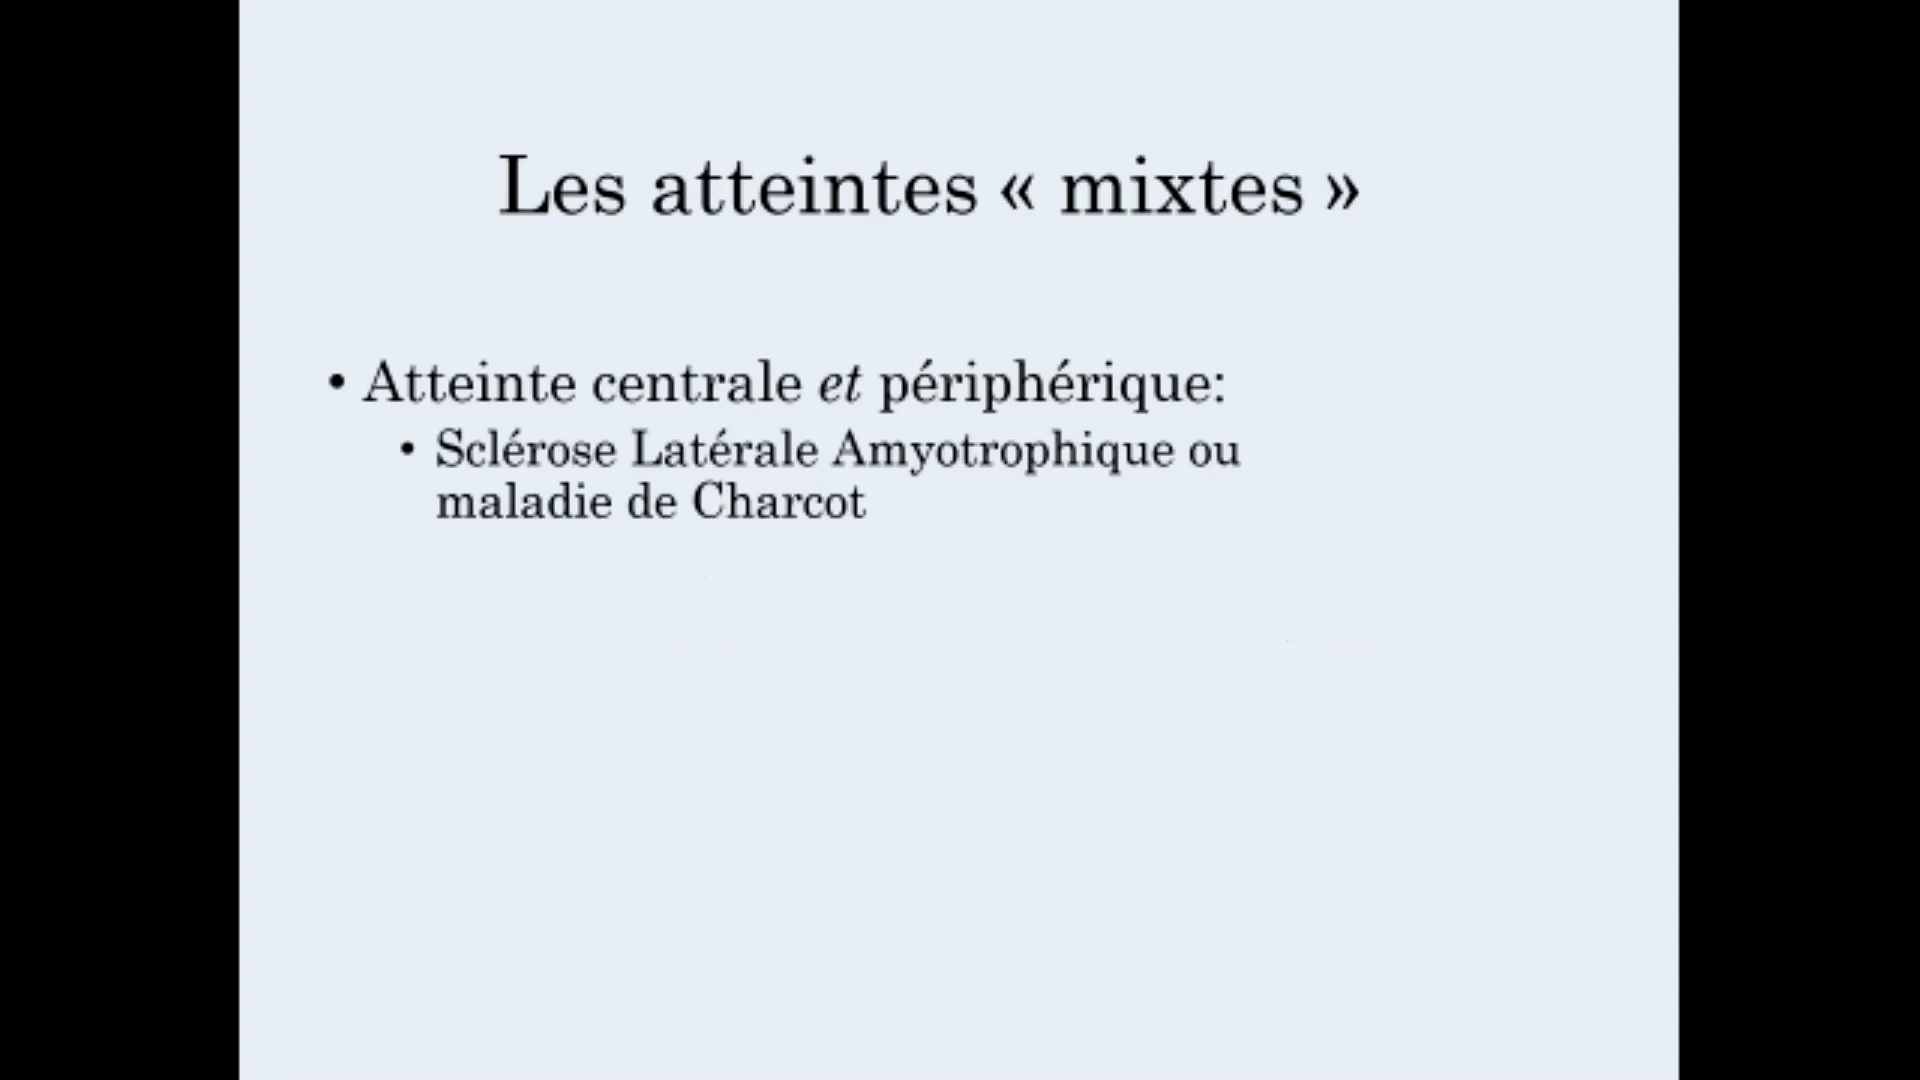 Les atteintes « mixtes »
• Atteinte centrale et périphérique:
• Sclérose Latérale Amyotrophique ou
maladie de Charcot